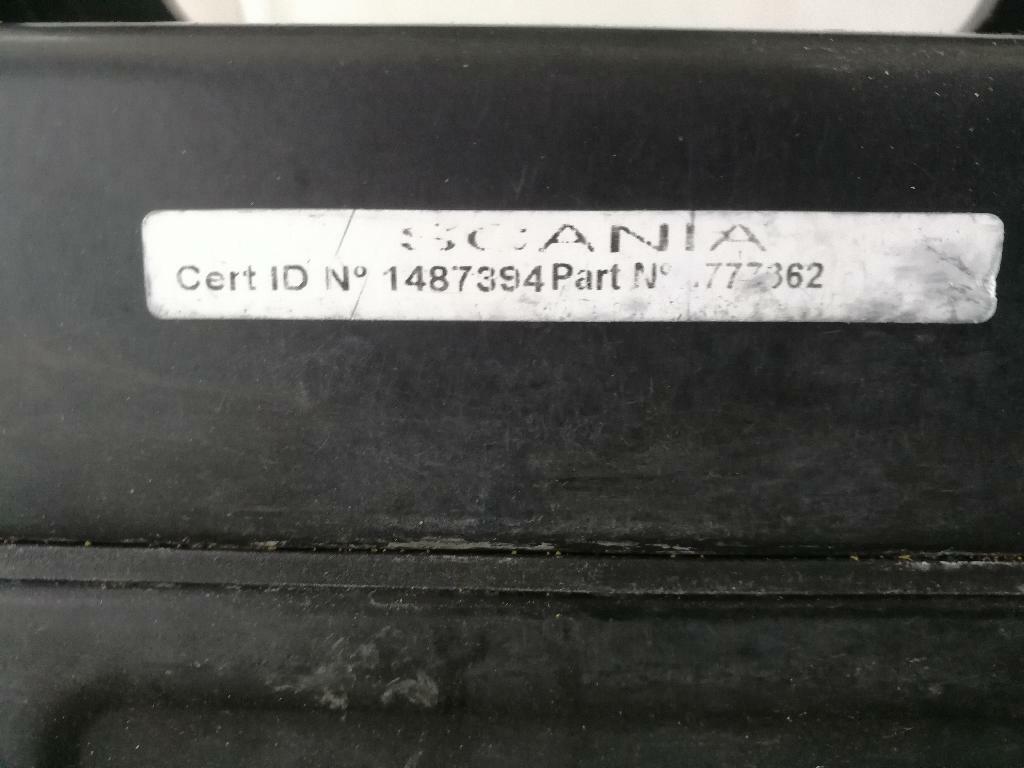 SCANIA
Cert ID Nº 1487394 Part Nº